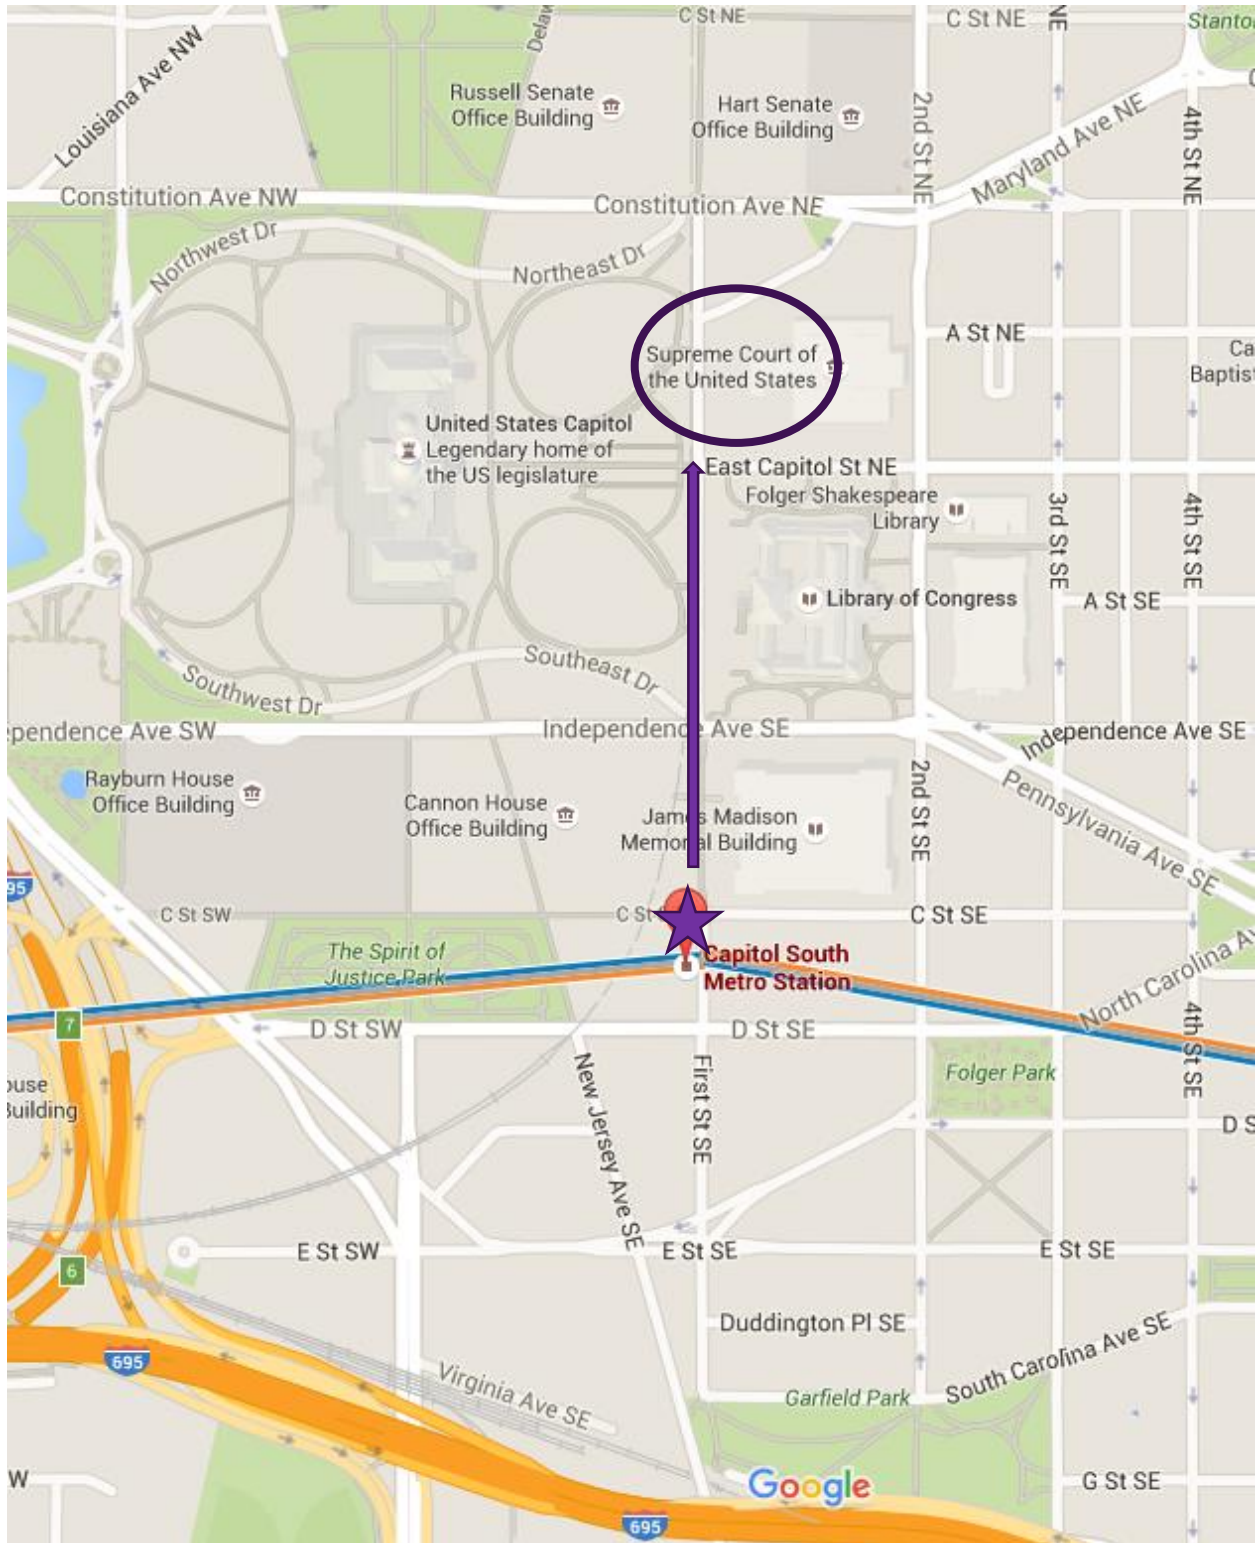 C St NE
C St NE
NE
Louisiana Ave NW
Russell Senate
Office Building
Hart Senate
Office Building
2nd St NE
Maryland Ave NE
4th St NE
Constitution Ave NW
Constitution Ave NE
Northwest Dr
Northeast Dr
A St NE
Supreme Court of
the United States
United States Capitol
Legendary home of
the US legislature
East Capitol St NE
Folger Shakespeare
Library
3rd St SE
4th St SE
Library of Congress
A St SE
Southeast Dr
Southwest Dr
Independence Ave SE
Independence Ave SE
Rayburn House
Office Building
Cannon House
Office Building
Memorial Building
2nd St SE
Pennsylvania Ave SE
95
C St SW
C St
C St SE
The Spirit of
Justice Park
Capitol South
Metro Station
North Carolina
7
D St SW
D St SE
4th St SE
Folger Park
Building
New Jersey Ave SE
First St SE
D S
E St SW
E St SE
E St SE
6
Duddington Pl SE
South Carolina Ave SE
695
Virginia Ave SE
Garfield Park
W
Google
G St SE
695